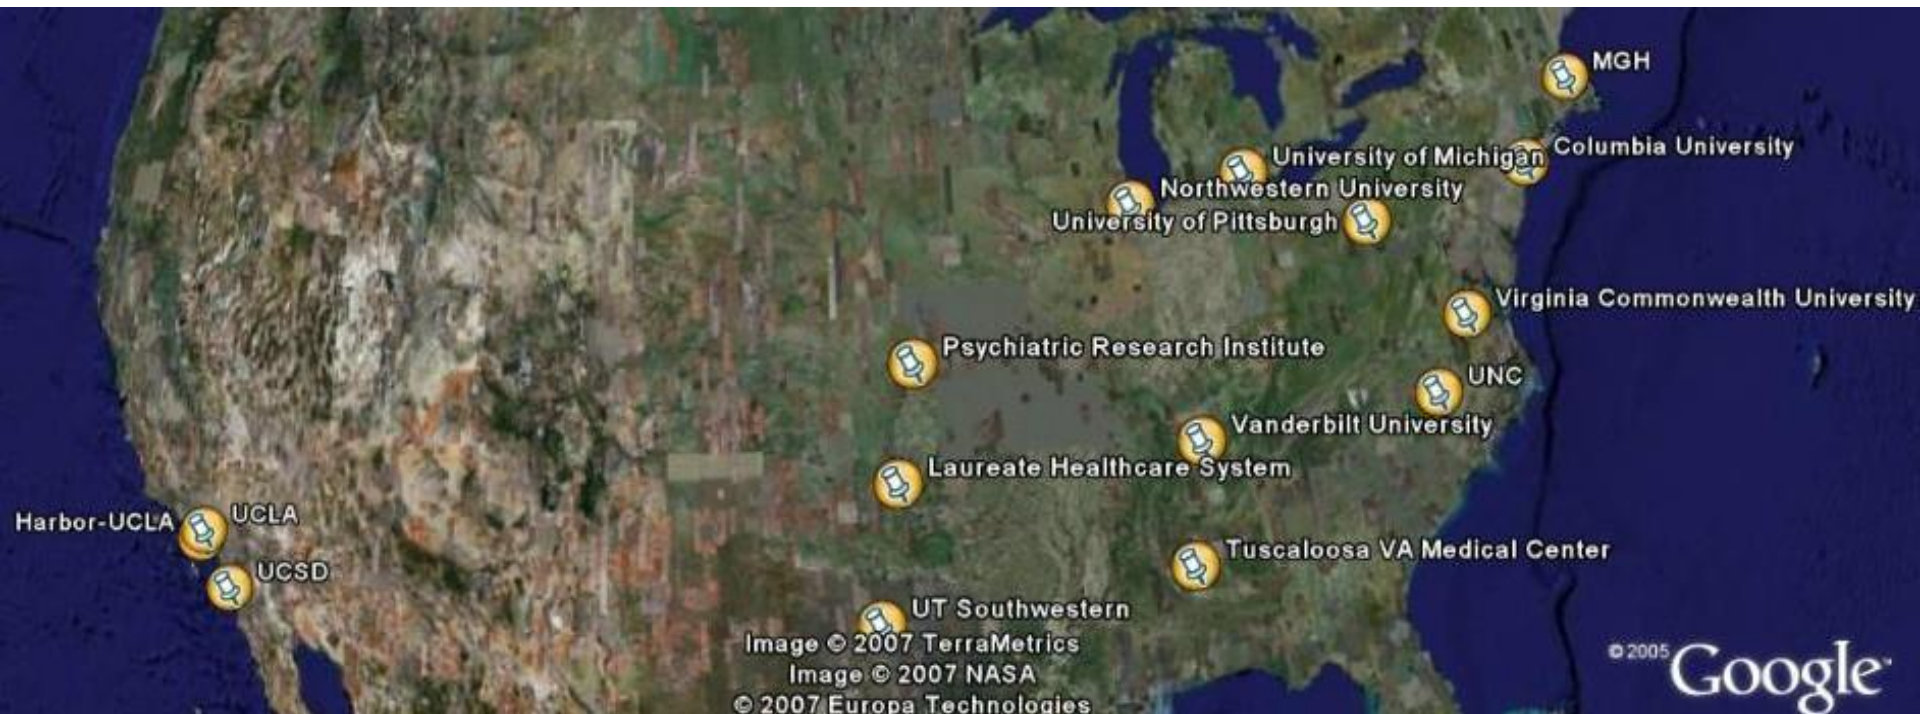 MGH
Columbia University
University of Michigan
Northwestern University
University of Pittsburgh
Virginia Commonwealth University
Psychiatric Research Institute
UNC
Vanderbilt University
Laureate Healthcare System
Harbor-UCLA
UCLA
Tuscaloosa VA Medical Center
UCSD
UT Southwestern
Image © 2007 TerraMetrics
Image © 2007 NASA
© 2007 Europa Technologies
© 2005 Google